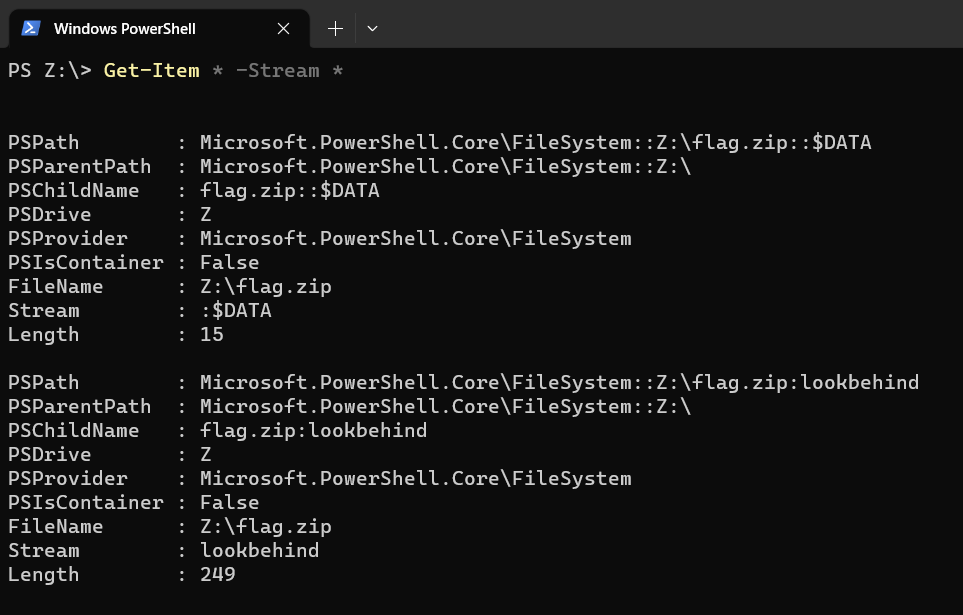 Windows PowerShell
PS Z:\> Get-Item * -Stream *
PSPath        : Microsoft.PowerShell.Core\FileSystem::Z:\flag.zip::$DATA
PSParentPath  : Microsoft.PowerShell.Core\FileSystem::Z:\
PSChildName   : flag.zip::$DATA
PSDrive       : Z
PSProvider    : Microsoft.PowerShell.Core\FileSystem
PSIsContainer : False
FileName      : Z:\flag.zip
Stream        : :$DATA
Length        : 15
PSPath        : Microsoft.PowerShell.Core\FileSystem::Z:\flag.zip:lookbehind
PSParentPath  : Microsoft.PowerShell.Core\FileSystem::Z:\
PSChildName   : flag.zip:lookbehind
PSDrive       : Z
PSProvider    : Microsoft.PowerShell.Core\FileSystem
PSIsContainer : False
FileName      : Z:\flag.zip
Stream        : lookbehind
Length        : 249